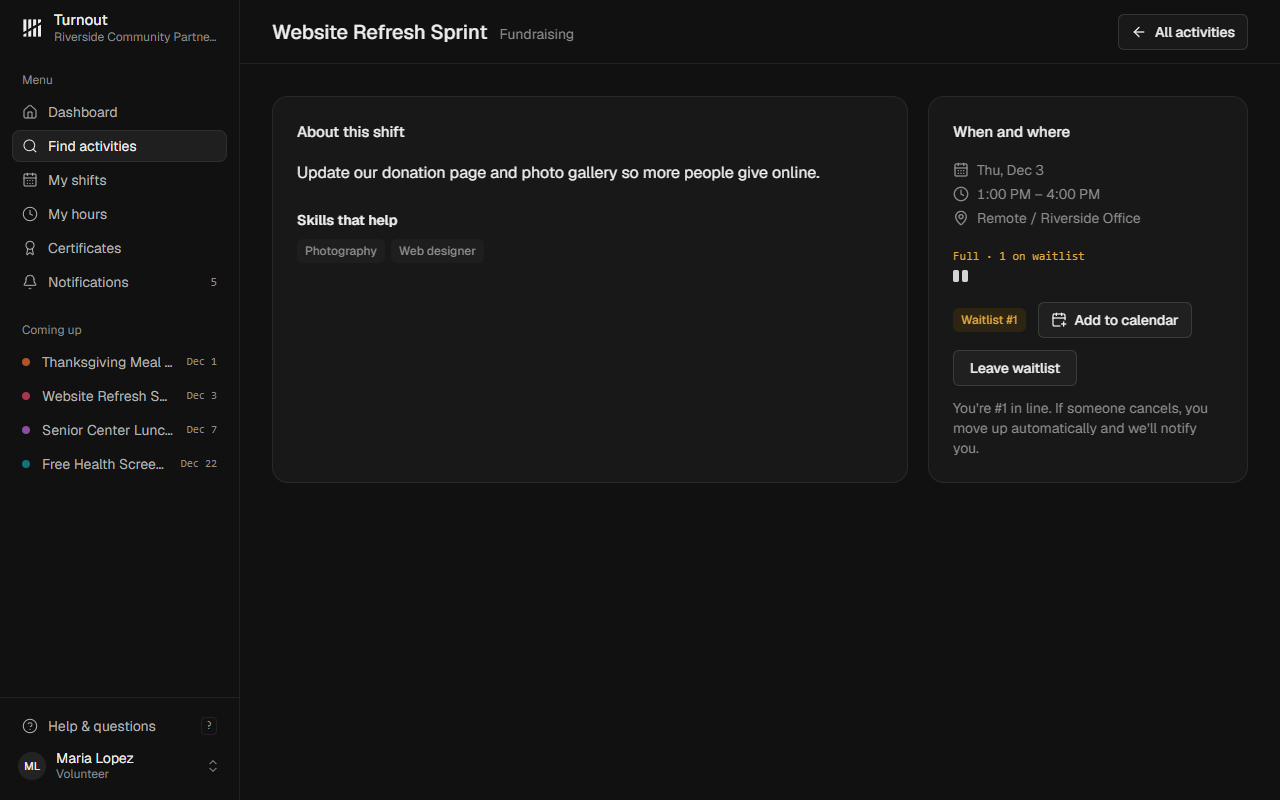 Turnout
Riverside Community Partne…
Menu
Dashboard
Find activities
My shifts
My hours
Certificates
Notifications 5
Coming up
Thanksgiving Meal … Dec 1
Website Refresh S… Dec 3
Senior Center Lunc… Dec 7
Free Health Scree… Dec 22
Help & questions ?
ML
Maria Lopez
Volunteer
Website Refresh Sprint Fundraising
All activities
About this shift
Update our donation page and photo gallery so more people give online.
Skills that help
Photography Web designer
When and where
Thu, Dec 3
1:00 PM – 4:00 PM
Remote / Riverside Office
Full · 1 on waitlist
Waitlist #1 Add to calendar
Leave waitlist
You're #1 in line. If someone cancels, you
move up automatically and we'll notify
you.